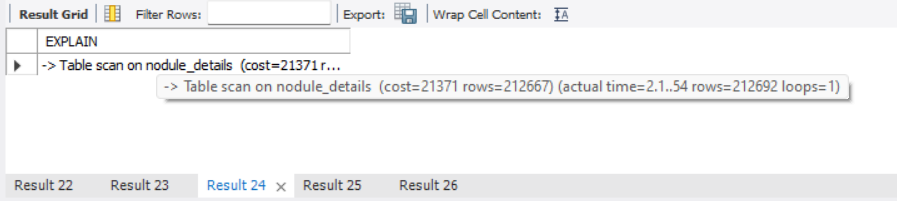 Result Grid Filter Rows: Export: Wrap Cell Content: IA
EXPLAIN
-> Table scan on nodule_details (cost=21371 r...
-> Table scan on nodule_details (cost=21371 rows=212667) (actual time=2.1..54 rows=212692 loops=1)
Result 22 Result 23 Result 24 × Result 25 Result 26